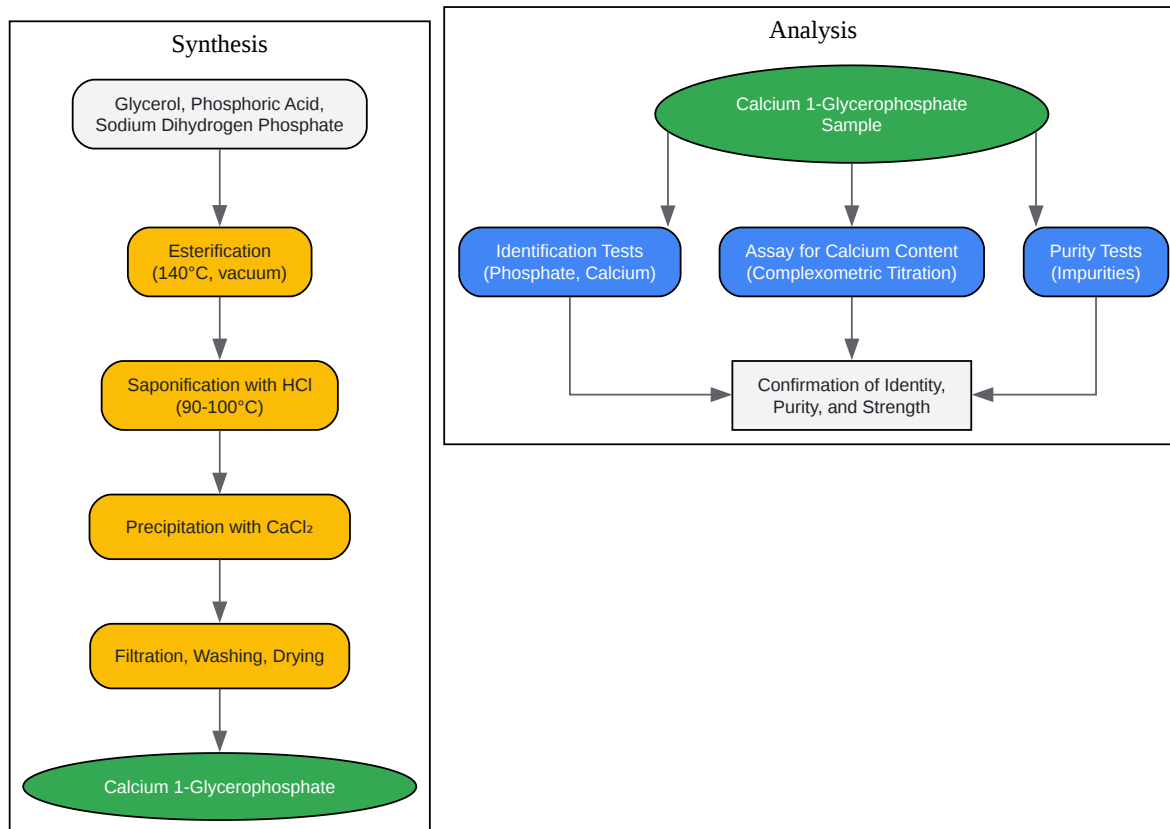 Synthesis
Glycerol, Phosphoric Acid,
Sodium Dihydrogen Phosphate
Esterification
(140°C, vacuum)
Saponification with HCl
(90-100°C)
Precipitation with CaCl₂
Filtration, Washing, Drying
Calcium 1-Glycerophosphate
Analysis
Calcium 1-Glycerophosphate
Sample
Identification Tests
(Phosphate, Calcium)
Assay for Calcium Content
(Complexometric Titration)
Purity Tests
(Impurities)
Confirmation of Identity,
Purity, and Strength